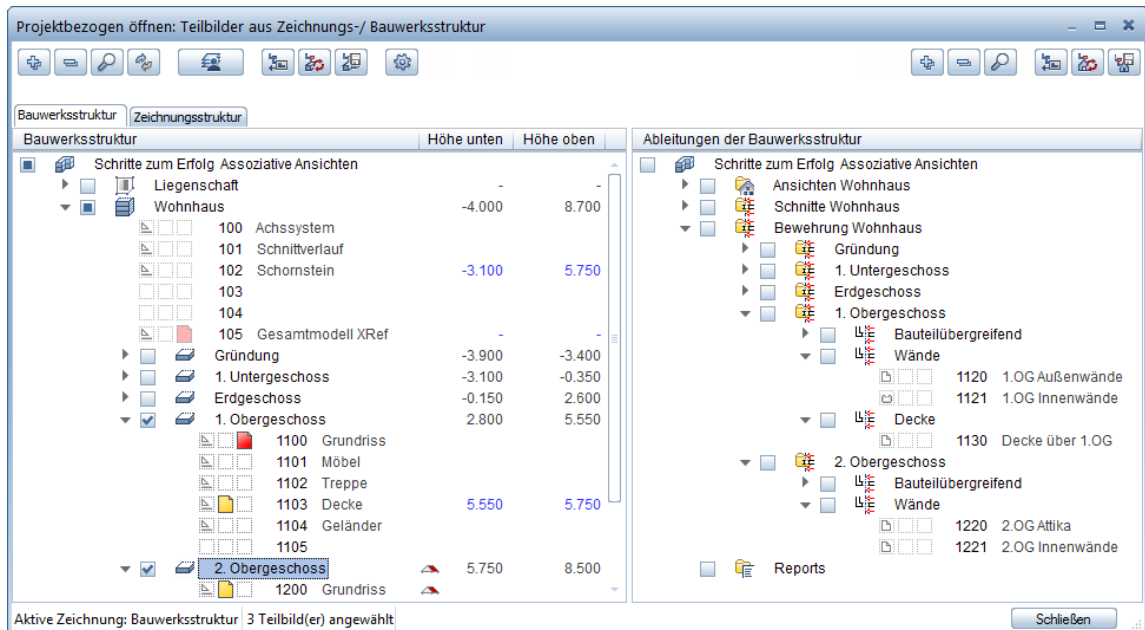 Projektbezogen öffnen: Teilbilder aus Zeichnungs-/ Bauwerksstruktur
Bauwerksstruktur Zeichnungsstruktur
Bauwerksstruktur Höhe unten Höhe oben
Schritte zum Erfolg Assoziative Ansichten
Liegenschaft - -
Wohnhaus -4.000 8.700
100 Achssystem
101 Schnittverlauf
102 Schornstein -3.100 5.750
103
104
105 Gesamtmodell XRef - -
Gründung -3.900 -3.400
1. Untergeschoss -3.100 -0.350
Erdgeschoss -0.150 2.600
1. Obergeschoss 2.800 5.550
1100 Grundriss
1101 Möbel
1102 Treppe
1103 Decke 5.550 5.750
1104 Geländer
1105
2. Obergeschoss 5.750 8.500
1200 Grundriss
Ableitungen der Bauwerksstruktur
Schritte zum Erfolg Assoziative Ansichten
Ansichten Wohnhaus
Schnitte Wohnhaus
Bewehrung Wohnhaus
Gründung
1. Untergeschoss
Erdgeschoss
1. Obergeschoss
Bauteilübergreifend
Wände
1120 1.OG Außenwände
1121 1.OG Innenwände
Decke
1130 Decke über 1.OG
2. Obergeschoss
Bauteilübergreifend
Wände
1220 2.OG Attika
1221 2.OG Innenwände
Reports
Aktive Zeichnung: Bauwerksstruktur 3 Teilbild(er) angewählt
Schließen